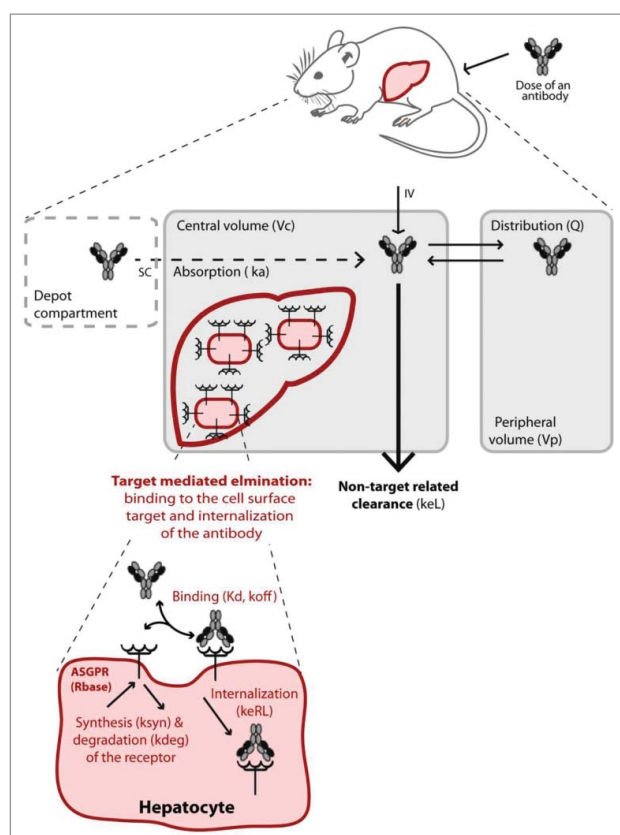 Dose of an
antibody
IV
Central volume (Vc)
Distribution (Q)
SC
Absorption ( ka)
Depot
compartment
Peripheral
volume (Vp)
Target mediated elmination:
binding to the cell surface
target and internalization
of the antibody
Non-target related
clearance (keL)
Binding (Kd, koff)
ASGPR
(Rbase)
Internalization
(keRL)
Synthesis (ksyn) &
degradation (kdeg)
of the receptor
Hepatocyte